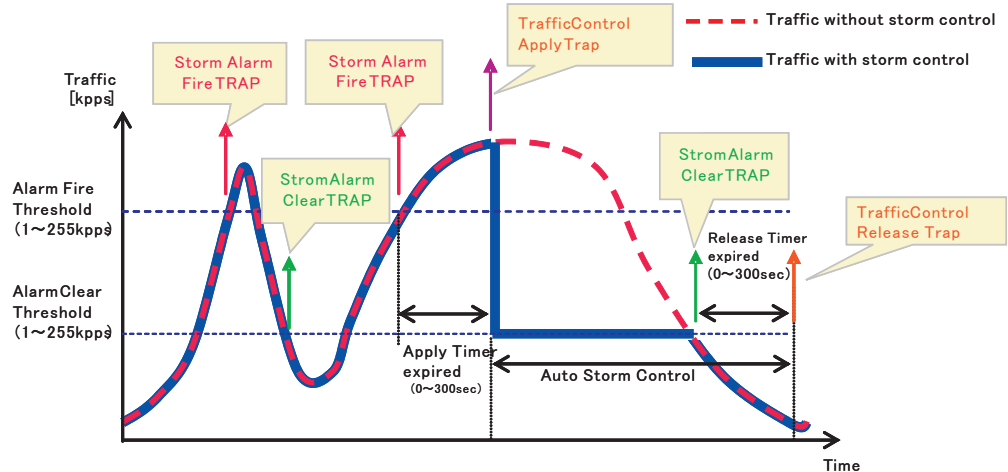 Traffic without storm control
Traffic with storm control
TrafficControl
ApplyTrap
Storm Alarm
FireTRAP
Storm Alarm
FireTRAP
Traffic
[kpps]
StromAlarm
ClearTRAP
StromAlarm
ClearTRAP
Alarm Fire
Threshold
(1～255kpps)
TrafficControl
Release Trap
Release Timer
expired
(0～300sec)
AlarmClear
Threshold
(1～255kpps)
Apply Timer
expired
(0～300sec)
Auto Storm Control
Time